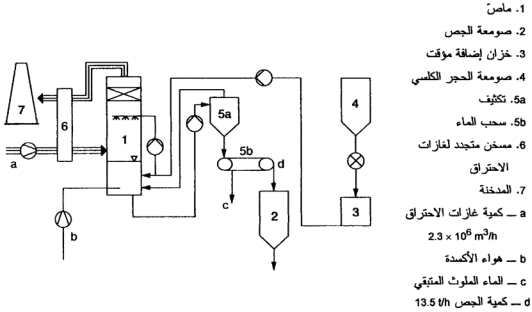 1. ماصّ
2. صومعة الجص
3. خزان إضافة مؤقت
4. صومعة الحجر الكلسي
5a. تكثيف
5b. سحب الماء
6. مسخن متجدد لغازات
الاحتراق
7. المدخنة
a ــ كمية غازات الاحتراق
2.3 × 10⁶ m³/h
b ــ هواء الأكسدة
c ــ الماء الملوث المتبقي
d ــ كمية الجص 13.5 t/h
7
6
1
5a
4
5b
d
a
c
2
3
b